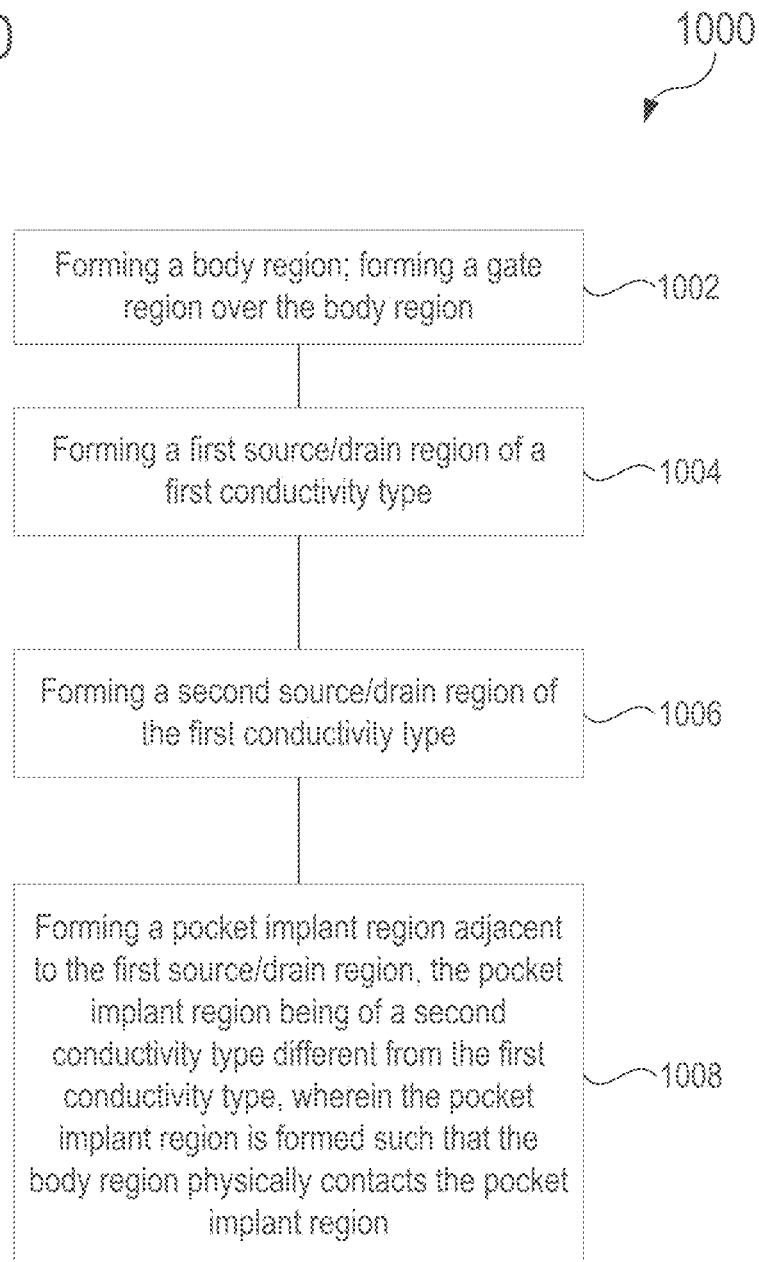 1000
Forming a body region; forming a gate
region over the body region
1002
Forming a first source/drain region of a
first conductivity type
1004
Forming a second source/drain region of
the first conductivity type
1006
Forming a pocket implant region adjacent
to the first source/drain region, the pocket
implant region being of a second
conductivity type different from the first
conductivity type, wherein the pocket
implant region is formed such that the
body region physically contacts the pocket
implant region
1008